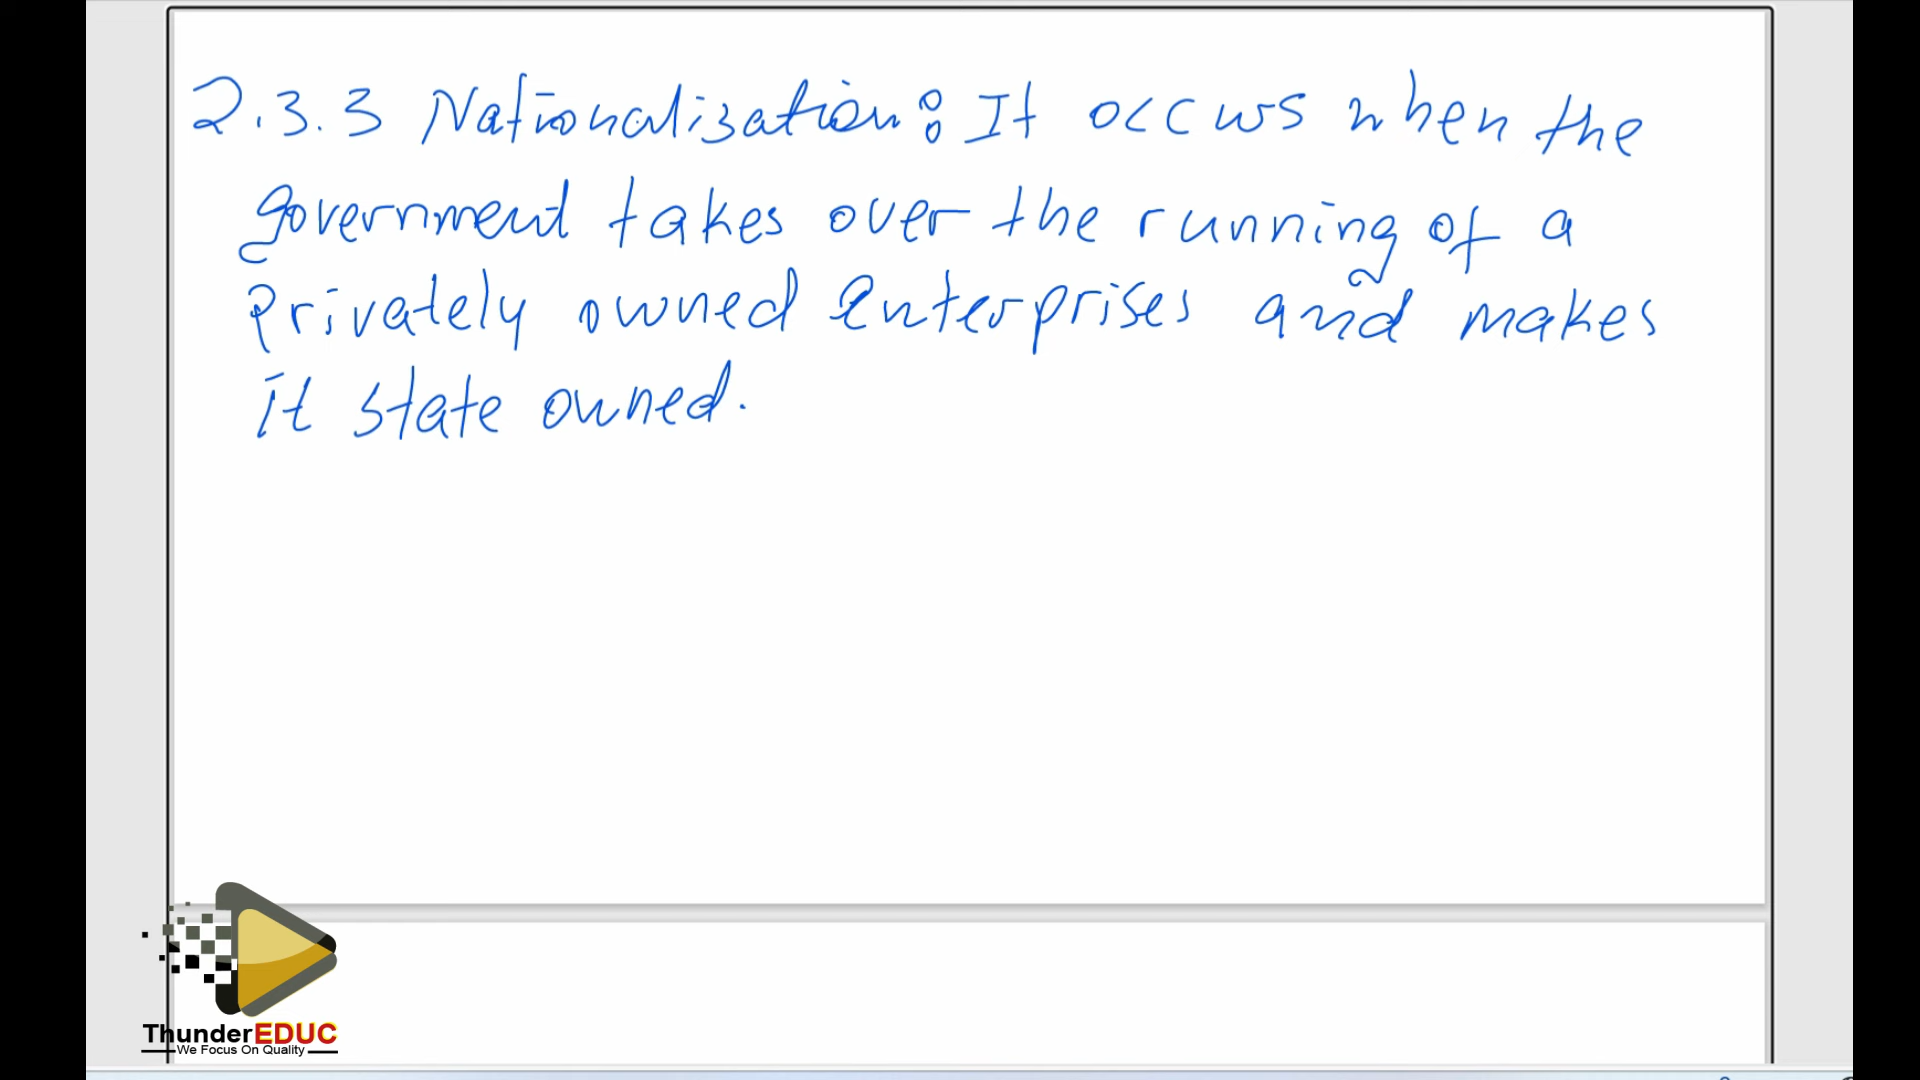 2.3.3 Nationalization: It occurs when the
government takes over the running of a
Privately owned enterprises and makes
it state owned.
ThunderEDUC
We Focus On Quality